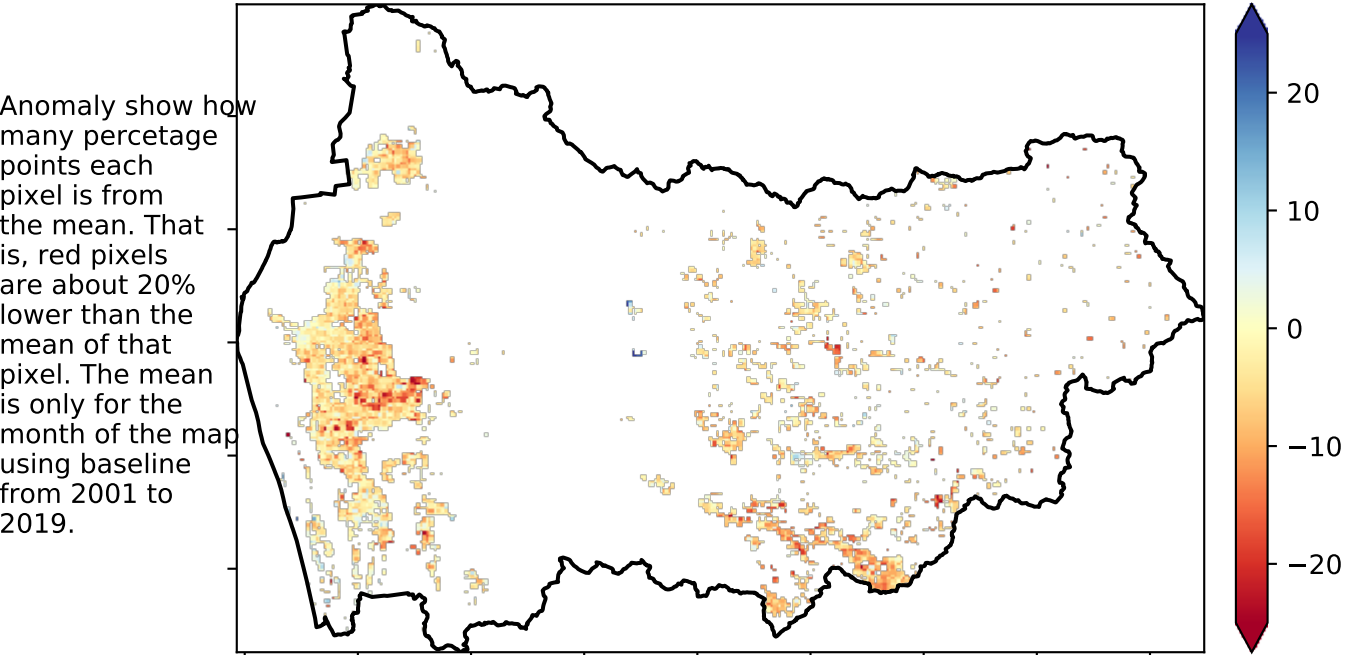 Anomaly show how
many percetage
points each
pixel is from
the mean. That
is, red pixels
are about 20%
lower than the
mean of that
pixel. The mean
is only for the
month of the map
using baseline
from 2001 to
2019.
20
10
0
−10
−20